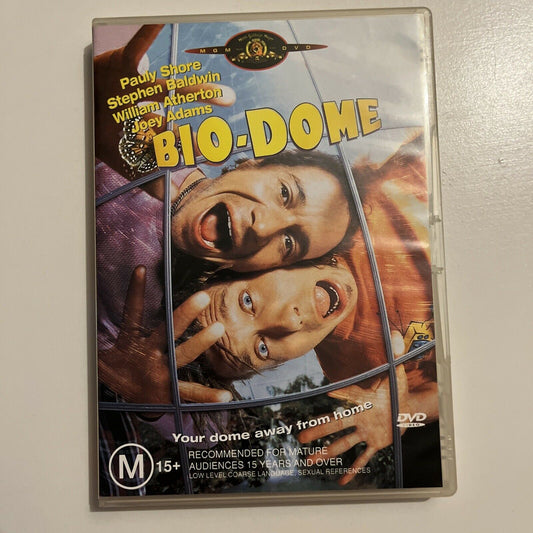 MGM DVD
Pauly Shore
Stephen Baldwin
William Atherton
Joey Adams
BIO-DOME
Your dome away from home
DVD
VIDEO
M 15+
RECOMMENDED FOR MATURE
AUDIENCES 15 YEARS AND OVER
LOW LEVEL COARSE LANGUAGE, SEXUAL REFERENCES